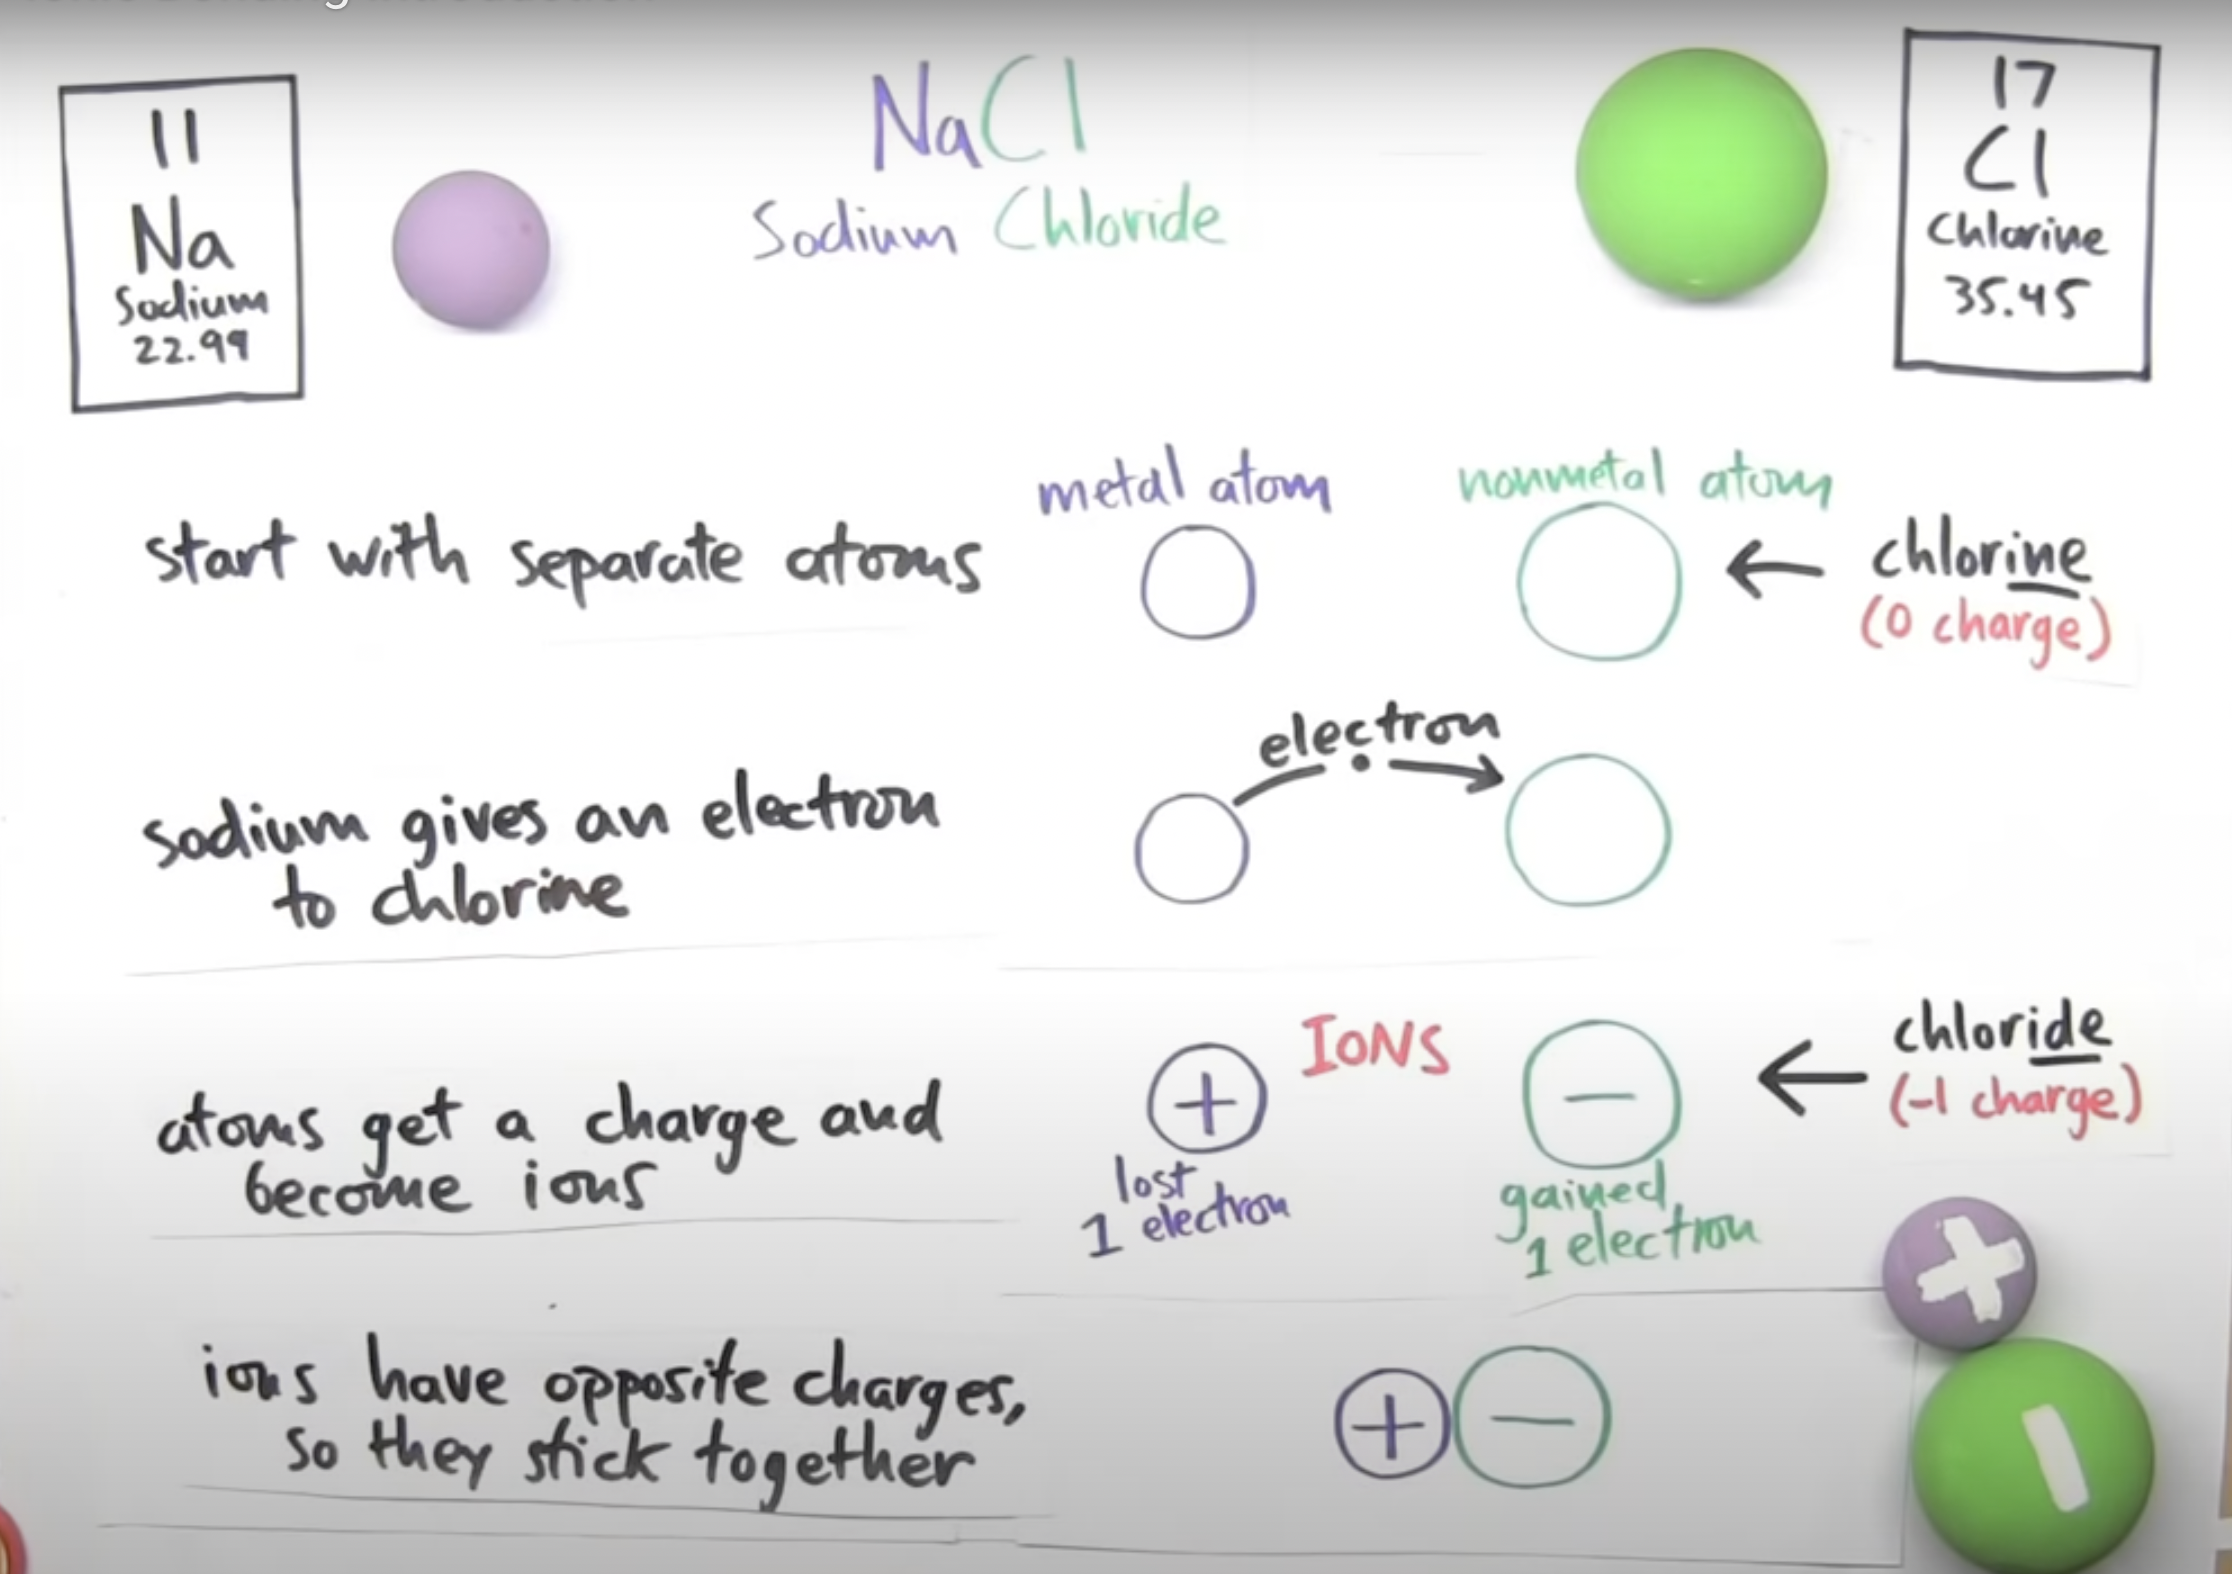 11
Na
Sodium
22.99
NaCl
Sodium Chloride
17
Cl
Chlorine
35.45
metal atom
nonmetal atom
start with separate atoms
chlorine
(0 charge)
electron
sodium gives an electron
to chlorine
IONS
chloride
(-1 charge)
+
−
atoms get a charge and
become ions
lost
1 electron
gained
1 electron
ions have opposite charges,
so they stick together
+
−
+
−